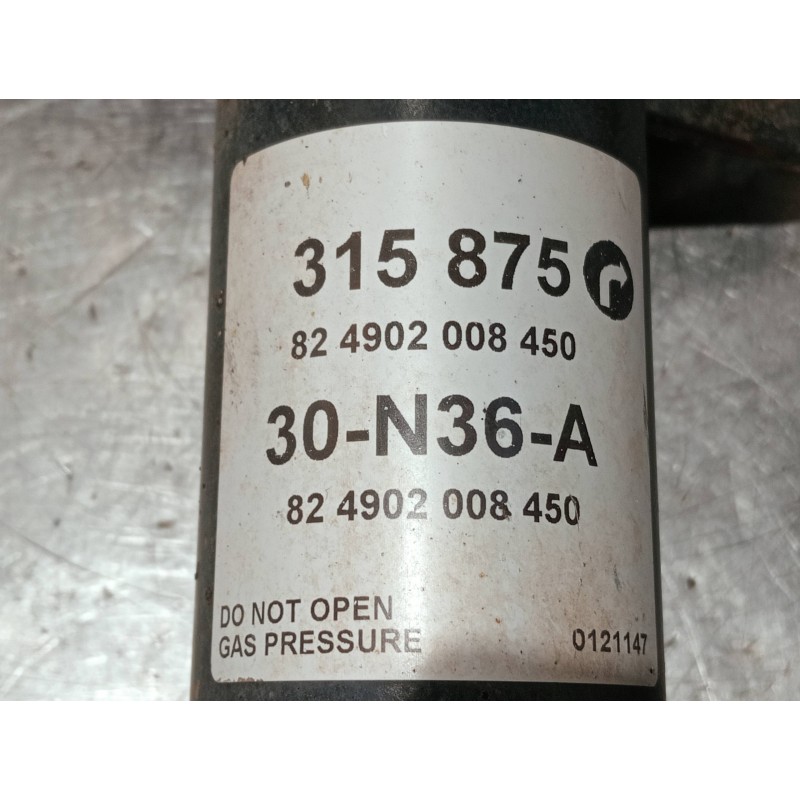 315 875
82 4902 008 450
30-N36-A
82 4902 008 450
DO NOT OPEN
GAS PRESSURE 0121147